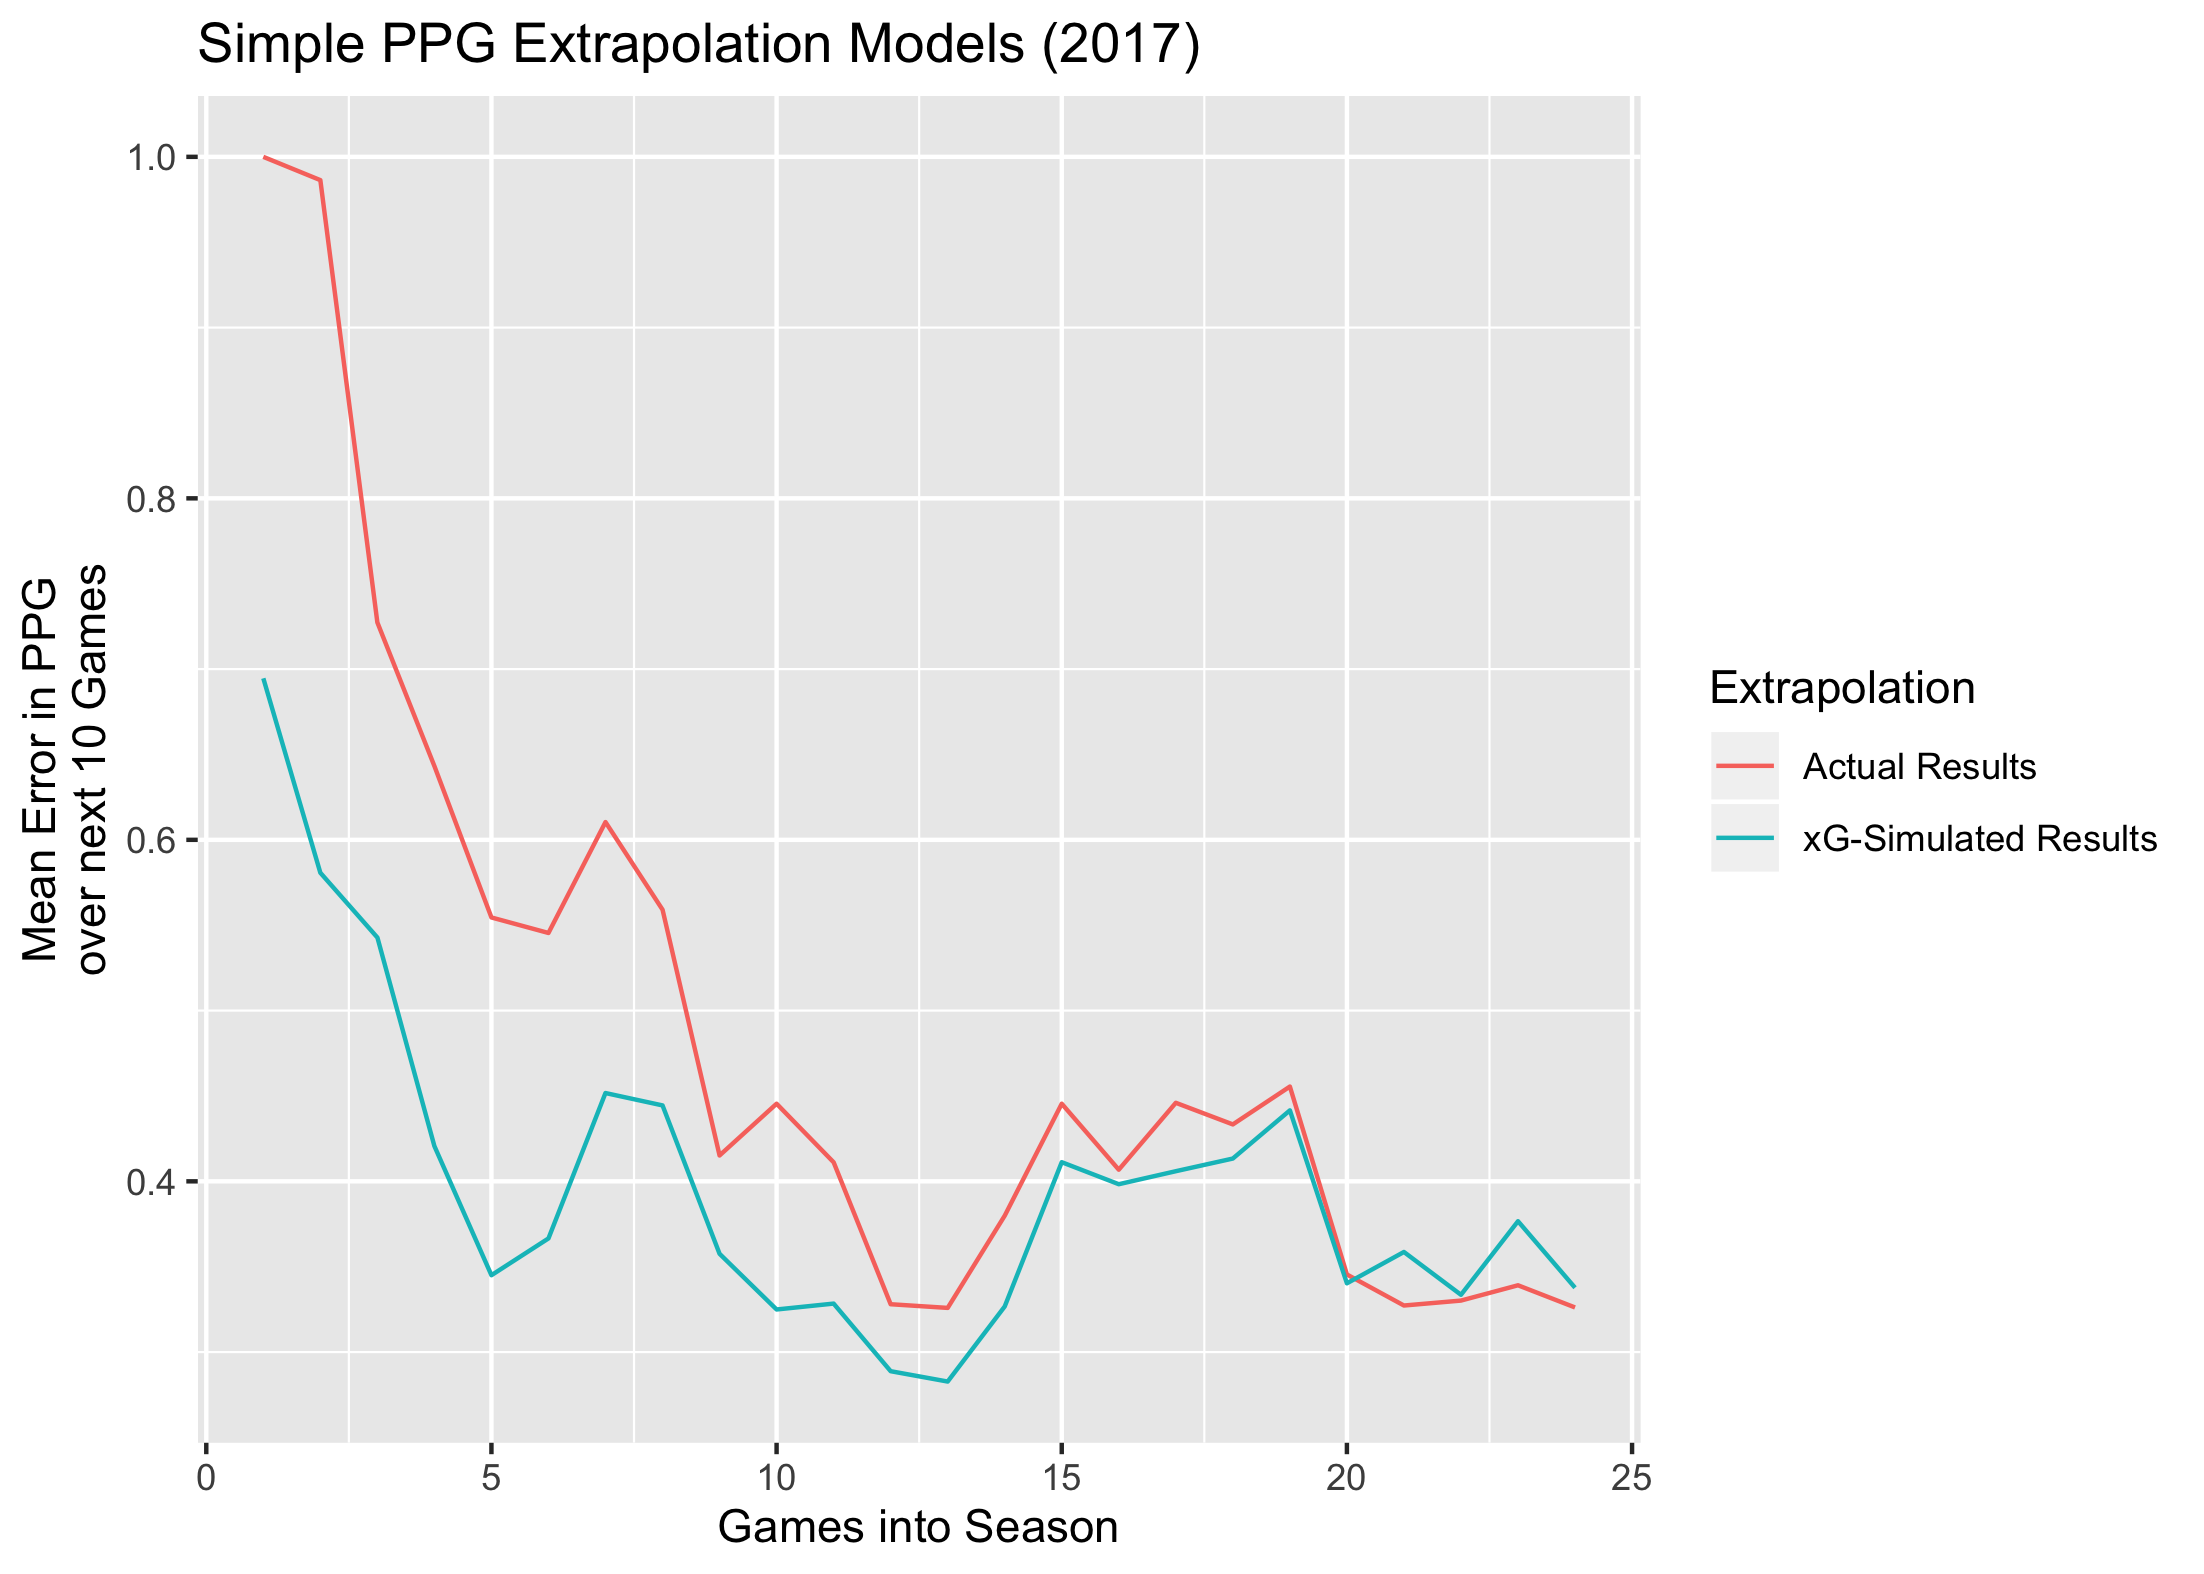 Simple PPG Extrapolation Models (2017)
Mean Error in PPG
over next 10 Games
1.0
0.8
0.6
0.4
0
5
10
15
20
25
Games into Season
Extrapolation
Actual Results
xG-Simulated Results